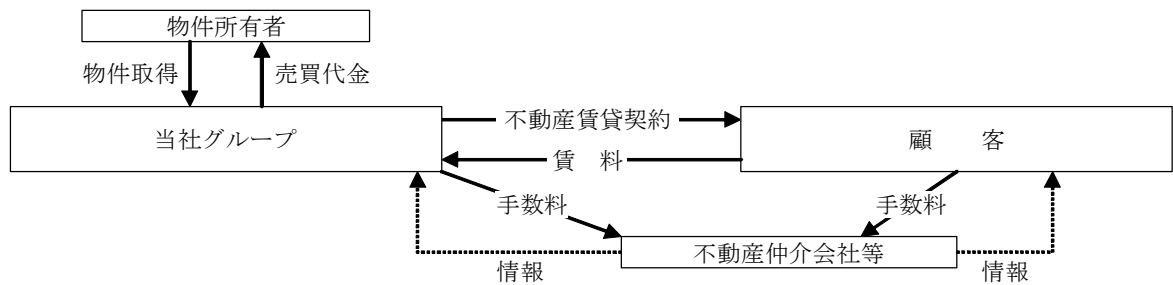 物件所有者
物件取得
売買代金
当社グループ
不動産賃貸契約
賃　料
顧　　客
手数料
手数料
不動産仲介会社等
情報
情報